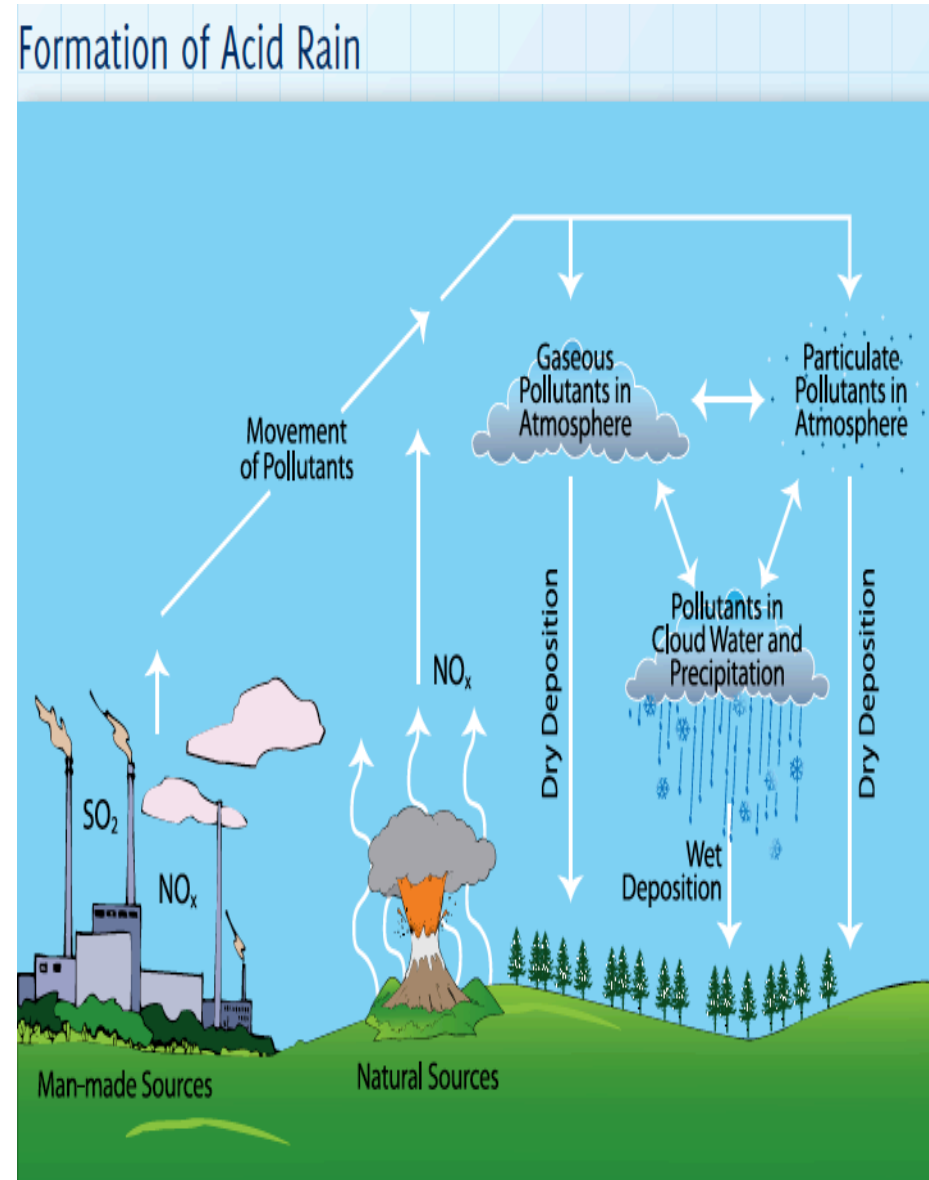 Formation of Acid Rain
Gaseous
Pollutants in
Atmosphere
Particulate
Pollutants in
Atmosphere
Movement
of Pollutants
Pollutants in
Cloud Water and
Precipitation
Dry Deposition
Dry Deposition
NOₓ
SO₂
NOₓ
Wet
Deposition
Man-made Sources
Natural Sources